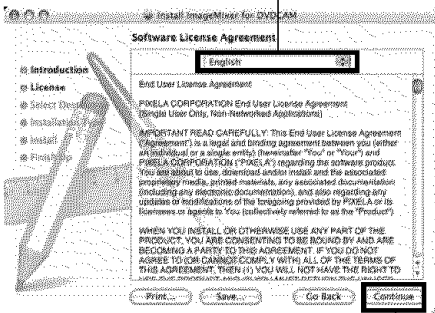 Install ImageMixer for DVDCAM
Software License Agreement
English
Introduction
License
Select Destination
Installation
Install
Finish
End User License Agreement
PIXELA CORPORATION End User License Agreement
(Single User Only, Non-Networked Applications)
IMPORTANT READ CAREFULLY: This End User License Agreement
("Agreement") is a legal and binding agreement between you (either
an individual or a single entity) (hereinafter "You" or "Your") and
PIXELA CORPORATION ("PIXELA") regarding the software product
You are about to use, download and/or install and the associated
proprietary media, printed materials, any associated documentation
(including any electronic documentation), and also regarding any
updates or modifications of the foregoing provided by PIXELA or its
licensees or agents to You (collectively referred to as the "Product").
WHEN YOU INSTALL OR OTHERWISE USE ANY PART OF THE
PRODUCT, YOU ARE CONSENTING TO BE BOUND BY AND ARE
BECOMING A PARTY TO THIS AGREEMENT. IF YOU DO NOT
AGREE TO (OR CANNOT COMPLY WITH) ALL OF THE TERMS OF
THIS AGREEMENT, THEN (1) YOU WILL NOT HAVE THE RIGHT TO
Print...
Save...
Go Back
Continue